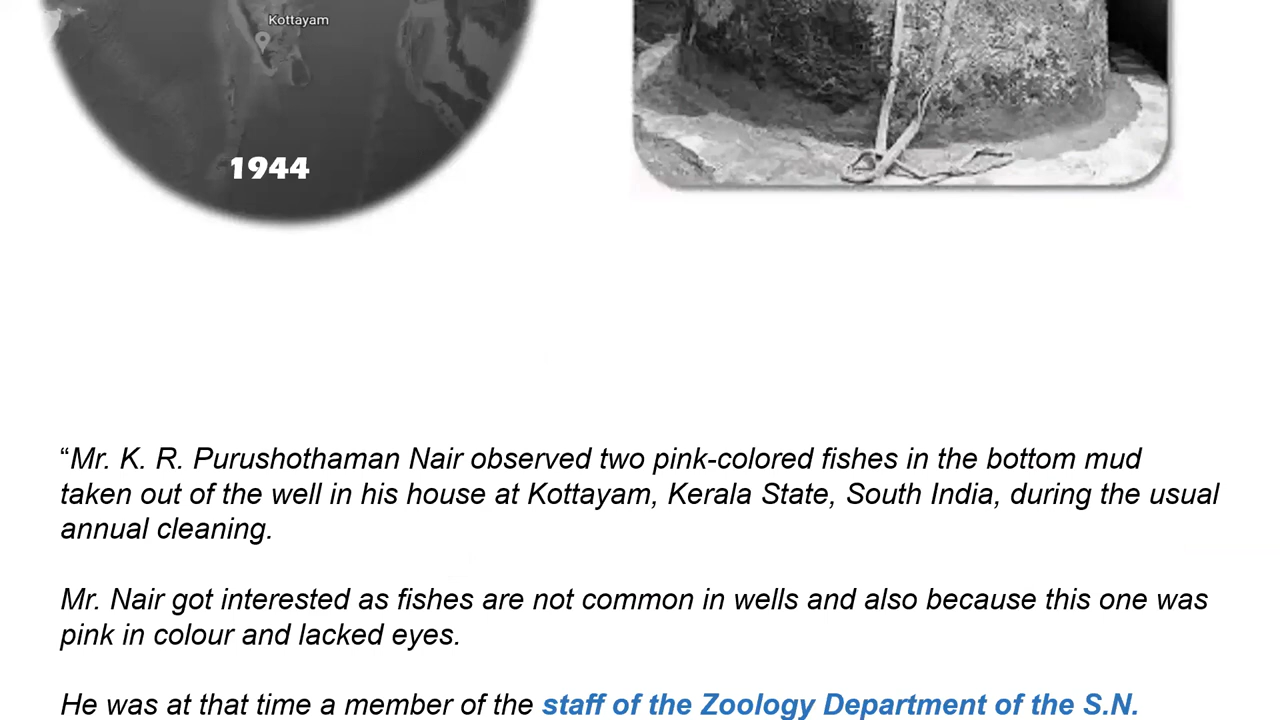 Kottayam
1944
“Mr. K. R. Purushothaman Nair observed two pink-colored fishes in the bottom mud
taken out of the well in his house at Kottayam, Kerala State, South India, during the usual
annual cleaning.
Mr. Nair got interested as fishes are not common in wells and also because this one was
pink in colour and lacked eyes.
He was at that time a member of the staff of the Zoology Department of the S.N.